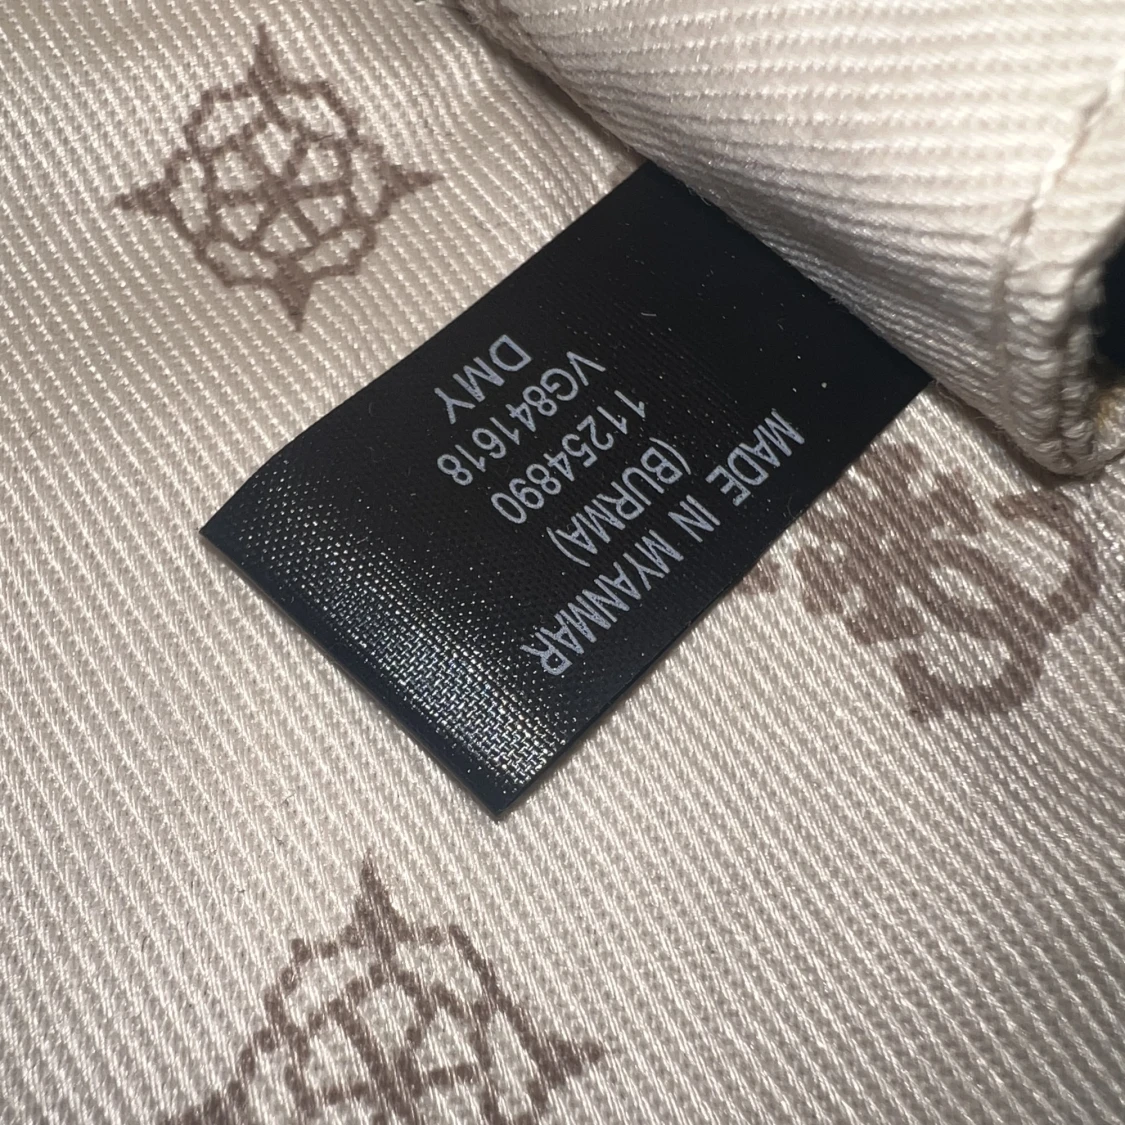 MADE IN MYANMAR
(BURMA)
11254890
VG841618
DMY